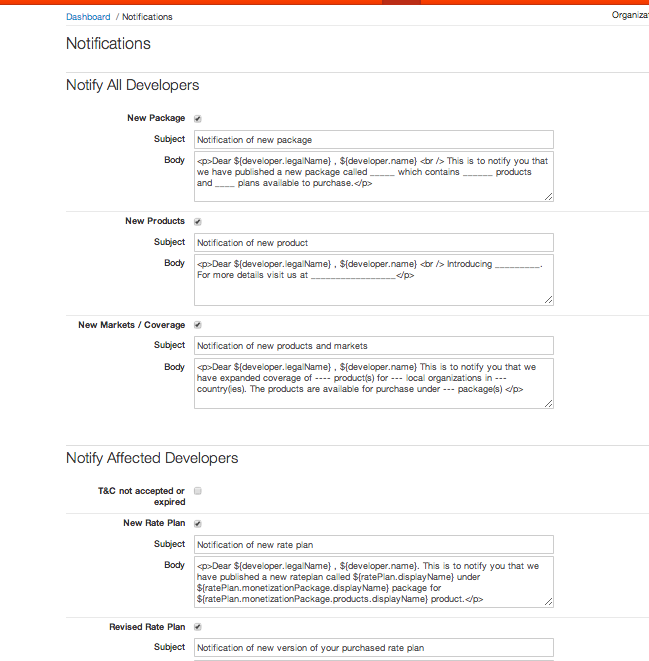 Dashboard / Notifications
Organizat
Notifications
Notify All Developers
New Package
Subject
Notification of new package
Body
<p>Dear ${developer.legalName} , ${developer.name} <br /> This is to notify you that
we have published a new package called _____ which contains ______ products
and ____ plans available to purchase.</p>
New Products
Subject
Notification of new product
Body
<p>Dear ${developer.legalName} , ${developer.name} <br /> Introducing _________.
For more details visit us at _________________</p>
New Markets / Coverage
Subject
Notification of new products and markets
Body
<p>Dear ${developer.legalName} , ${developer.name} This is to notify you that we
have expanded coverage of ---- product(s) for --- local organizations in ---
country(ies). The products are available for purchase under --- package(s) </p>
Notify Affected Developers
T&C not accepted or
expired
New Rate Plan
Subject
Notification of new rate plan
Body
<p>Dear ${developer.legalName} , ${developer.name}. This is to notify you that we
have published a new rateplan called ${ratePlan.displayName} under
${ratePlan.monetizationPackage.displayName} package for
${ratePlan.monetizationPackage.products.displayName} product.</p>
Revised Rate Plan
Subject
Notification of new version of your purchased rate plan